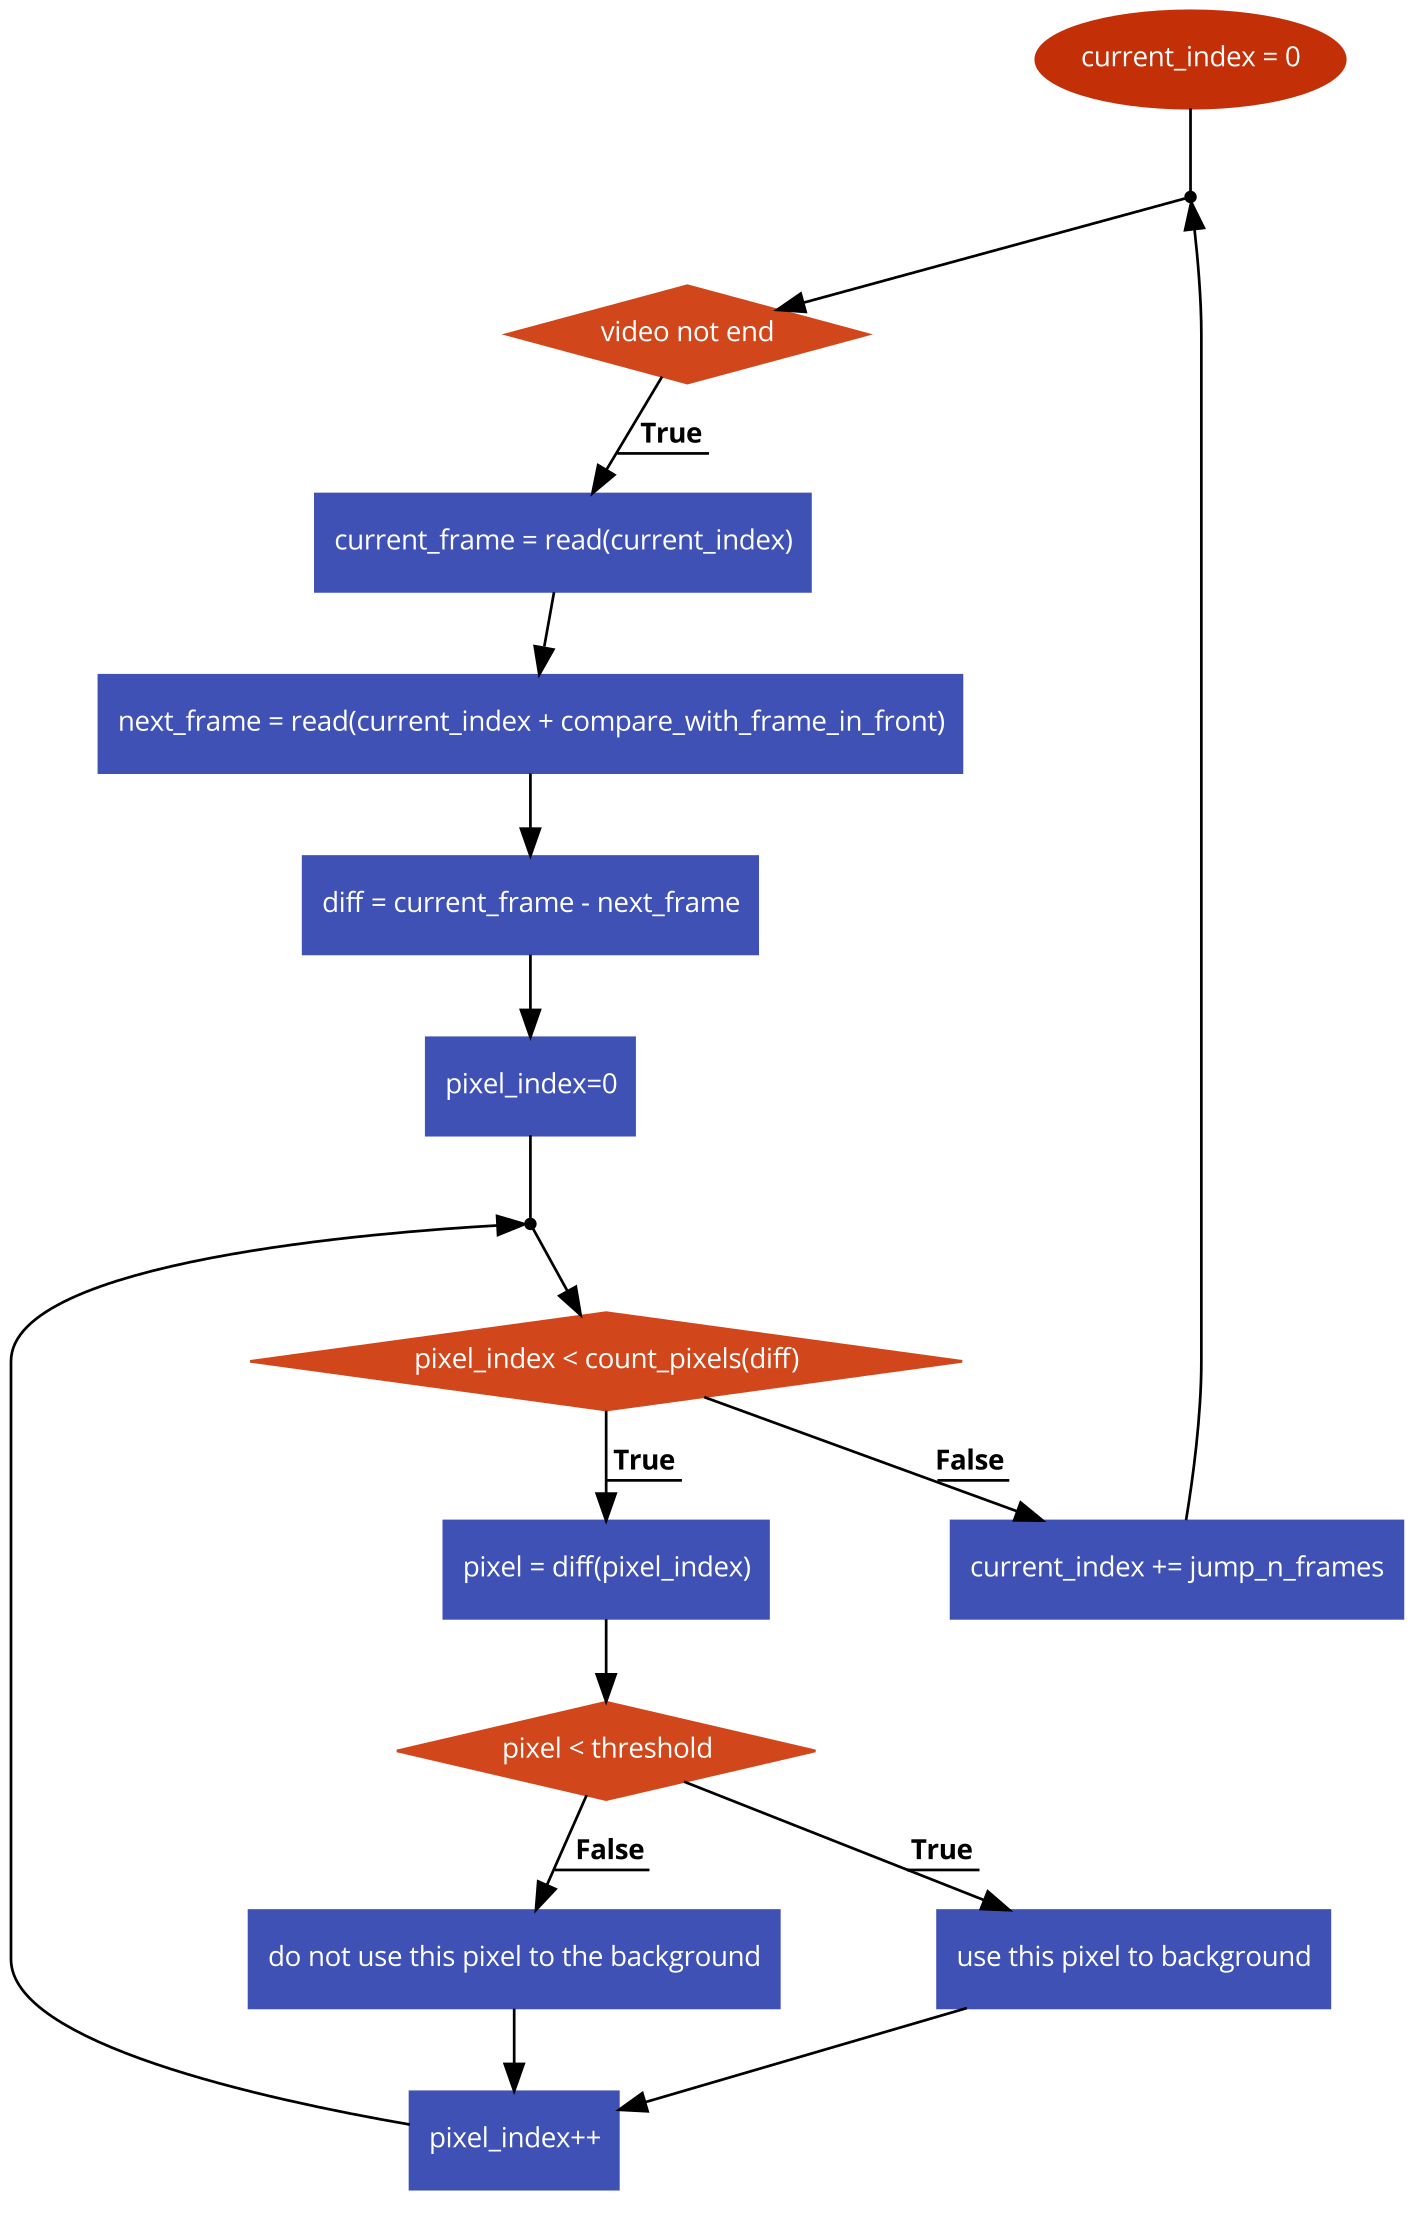 current_index = 0
video not end
True
current_frame = read(current_index)
next_frame = read(current_index + compare_with_frame_in_front)
diff = current_frame - next_frame
pixel_index=0
pixel_index < count_pixels(diff)
True
False
pixel = diff(pixel_index)
current_index += jump_n_frames
pixel < threshold
False
True
do not use this pixel to the background
use this pixel to background
pixel_index++